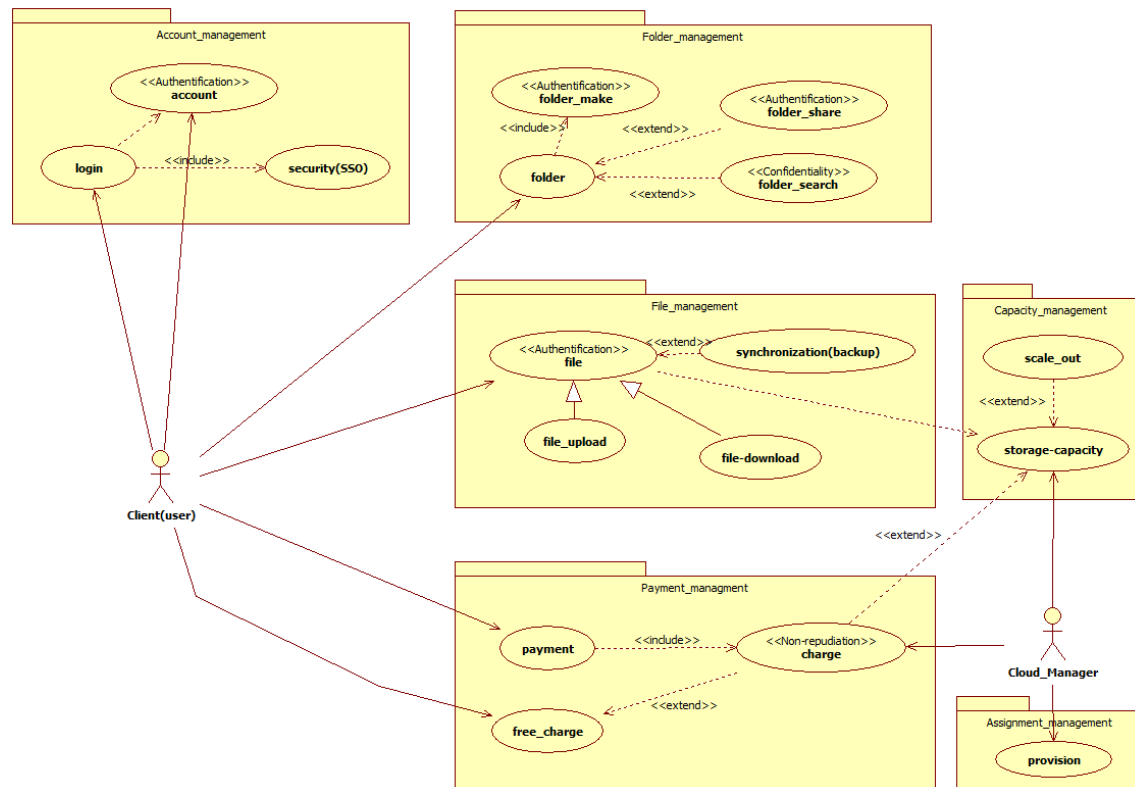 Account_management
<<Authentification>>
account
login
<<include>>
security(SSO)
Folder_management
<<Authentification>>
folder_make
<<include>>
<<Authentification>>
folder_share
<<extend>>
folder
<<Confidentiality>>
folder_search
<<extend>>
File_management
<<Authentification>>
file
<<extend>>
synchronization(backup)
file_upload
file-download
Capacity_management
scale_out
<<extend>>
storage-capacity
Client(user)
<<extend>>
Payment_managment
payment
<<include>>
<<Non-repudiation>>
charge
<<extend>>
free_charge
Cloud_Manager
Assignment_management
provision